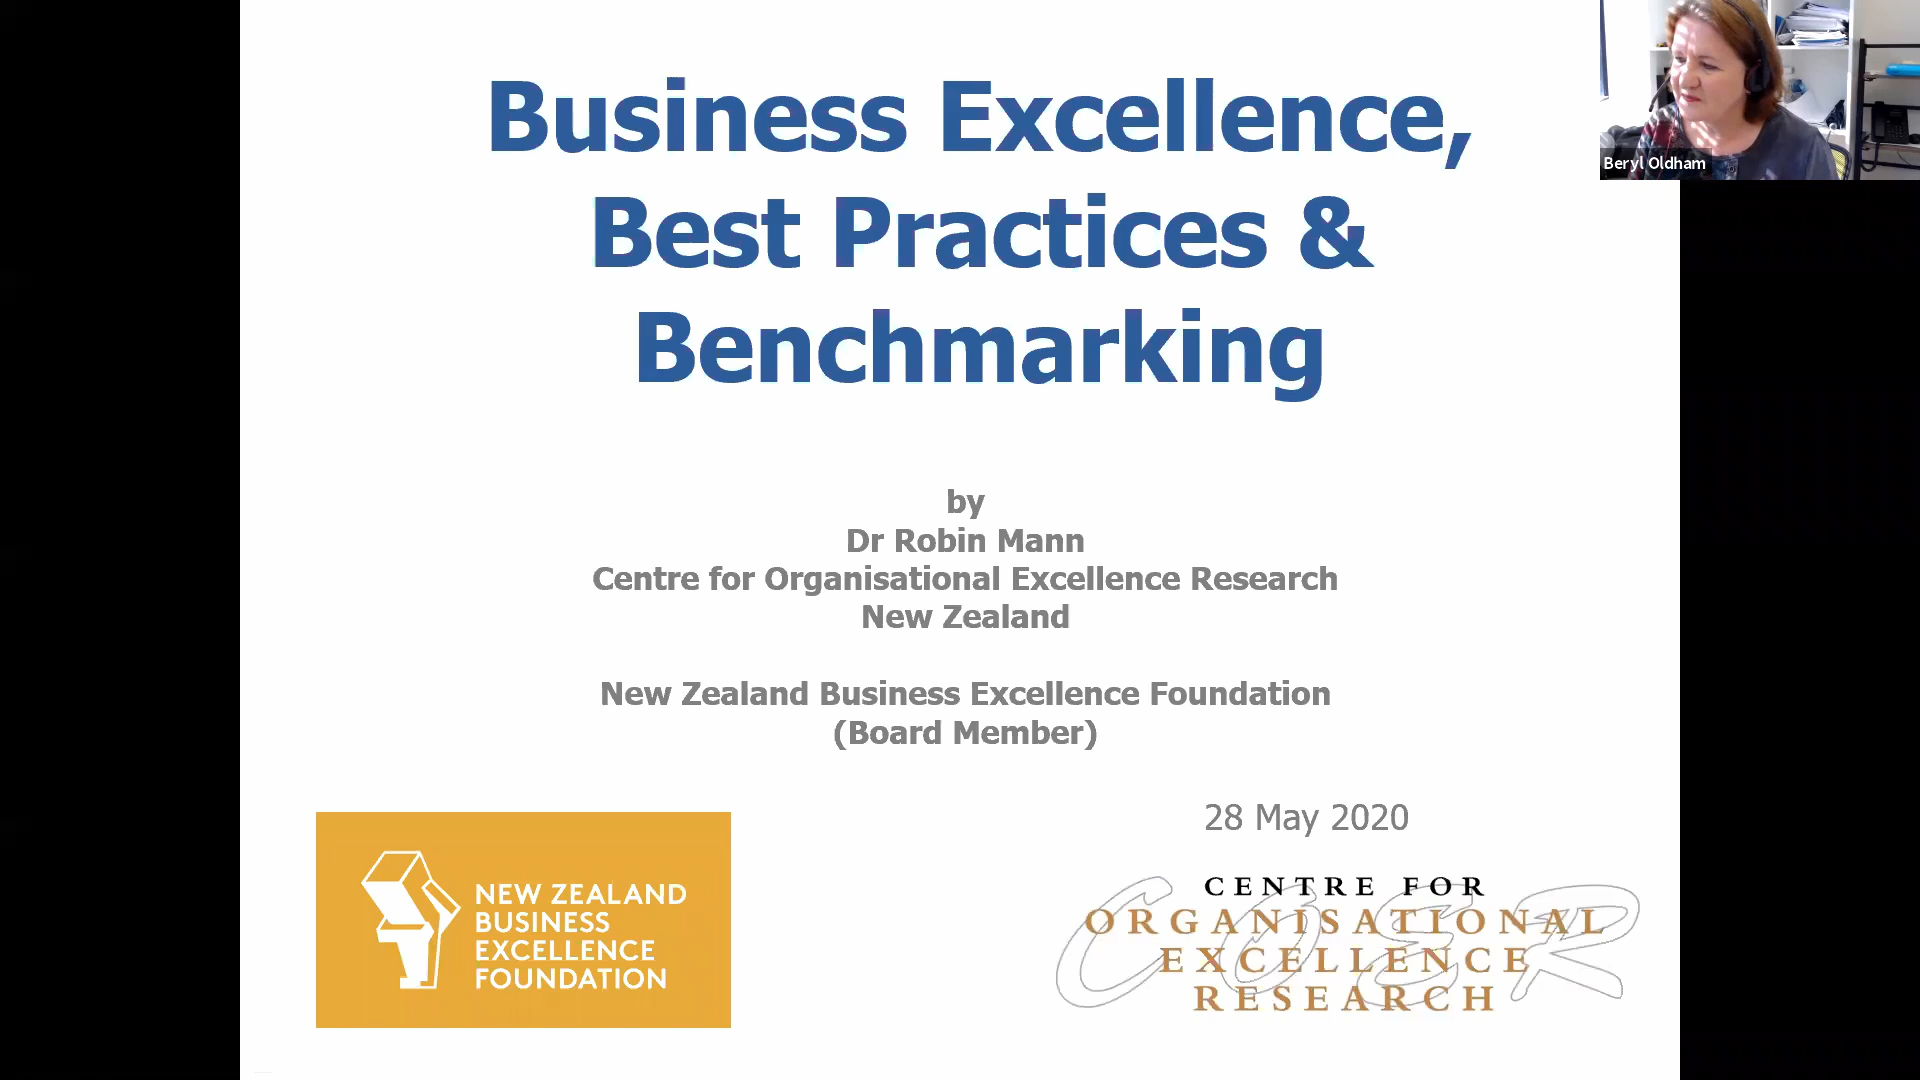 Business Excellence,
Best Practices &
Benchmarking
Beryl Oldham
by
Dr Robin Mann
Centre for Organisational Excellence Research
New Zealand
New Zealand Business Excellence Foundation
(Board Member)
28 May 2020
NEW ZEALAND
BUSINESS
EXCELLENCE
FOUNDATION
COER
CENTRE FOR
ORGANISATIONAL
EXCELLENCE
RESEARCH